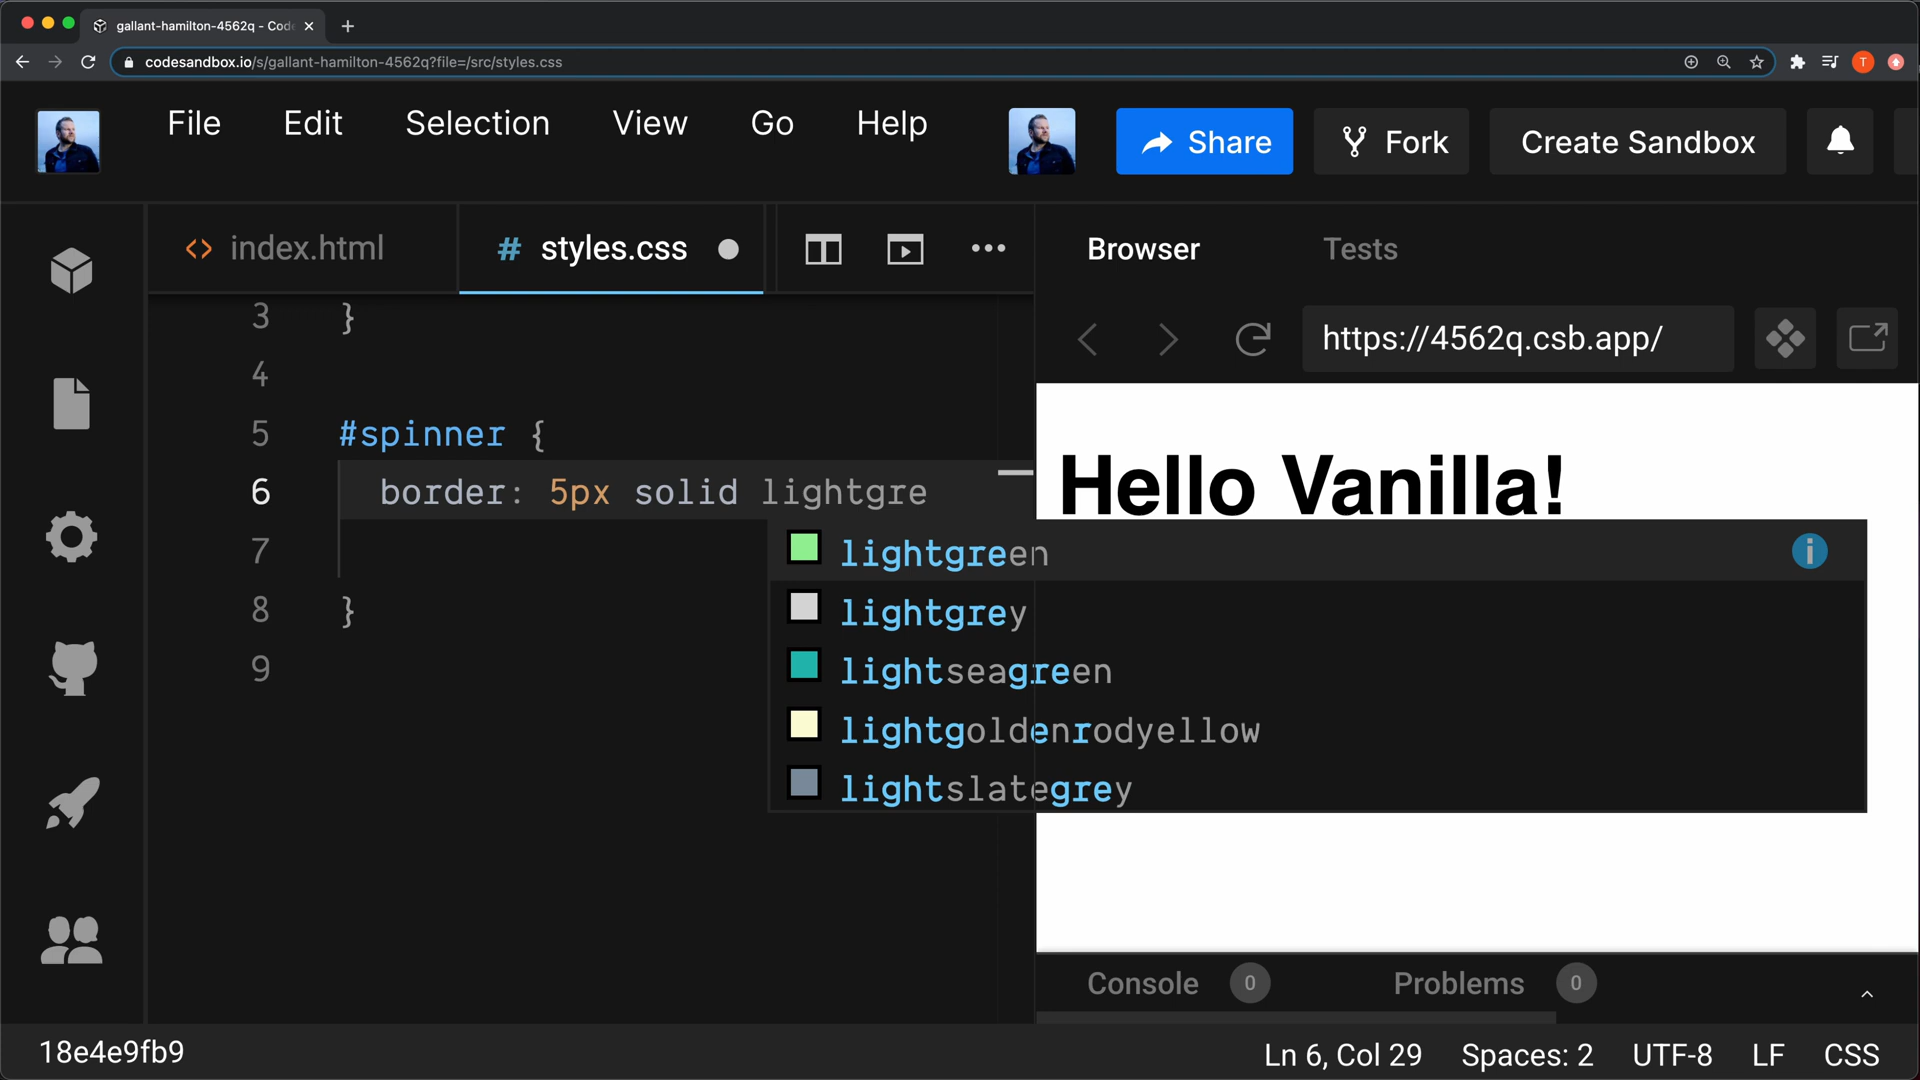 gallant-hamilton-4562q - Code
codesandbox.io/s/gallant-hamilton-4562q?file=/src/styles.css
T
File Edit Selection View Go Help
Share
Fork
Create Sandbox
<> index.html
# styles.css
Browser
Tests
https://4562q.csb.app/
3 }
4
5 #spinner {
6 border: 5px solid lightgre
7
8 }
9
Hello Vanilla!
lightgreen
i
lightgrey
lightseagreen
lightgoldenrodyellow
lightslategrey
Console 0
Problems 0
18e4e9fb9
Ln 6, Col 29
Spaces: 2
UTF-8
LF
CSS